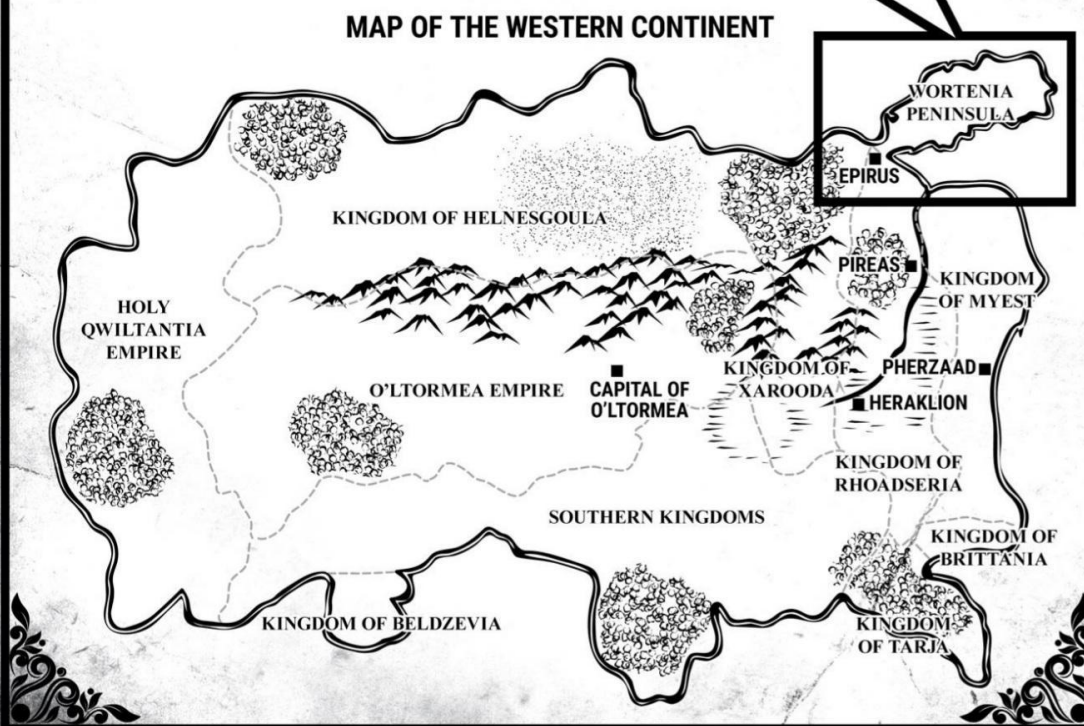 MAP OF THE WESTERN CONTINENT
WORTENIA
PENINSULA
EPIRUS
KINGDOM OF HELNESGOULA
PIREAS
KINGDOM
OF MYEST
HOLY
QWILTANTIA
EMPIRE
O'LTORMEA EMPIRE
CAPITAL OF
O'LTORMEA
KINGDOM OF
XAROODA
PHERZAAD
HERAKLION
KINGDOM OF
RHOADSERIA
SOUTHERN KINGDOMS
KINGDOM OF
BRITTANIA
KINGDOM OF BELDZEVIA
KINGDOM
OF TARJA